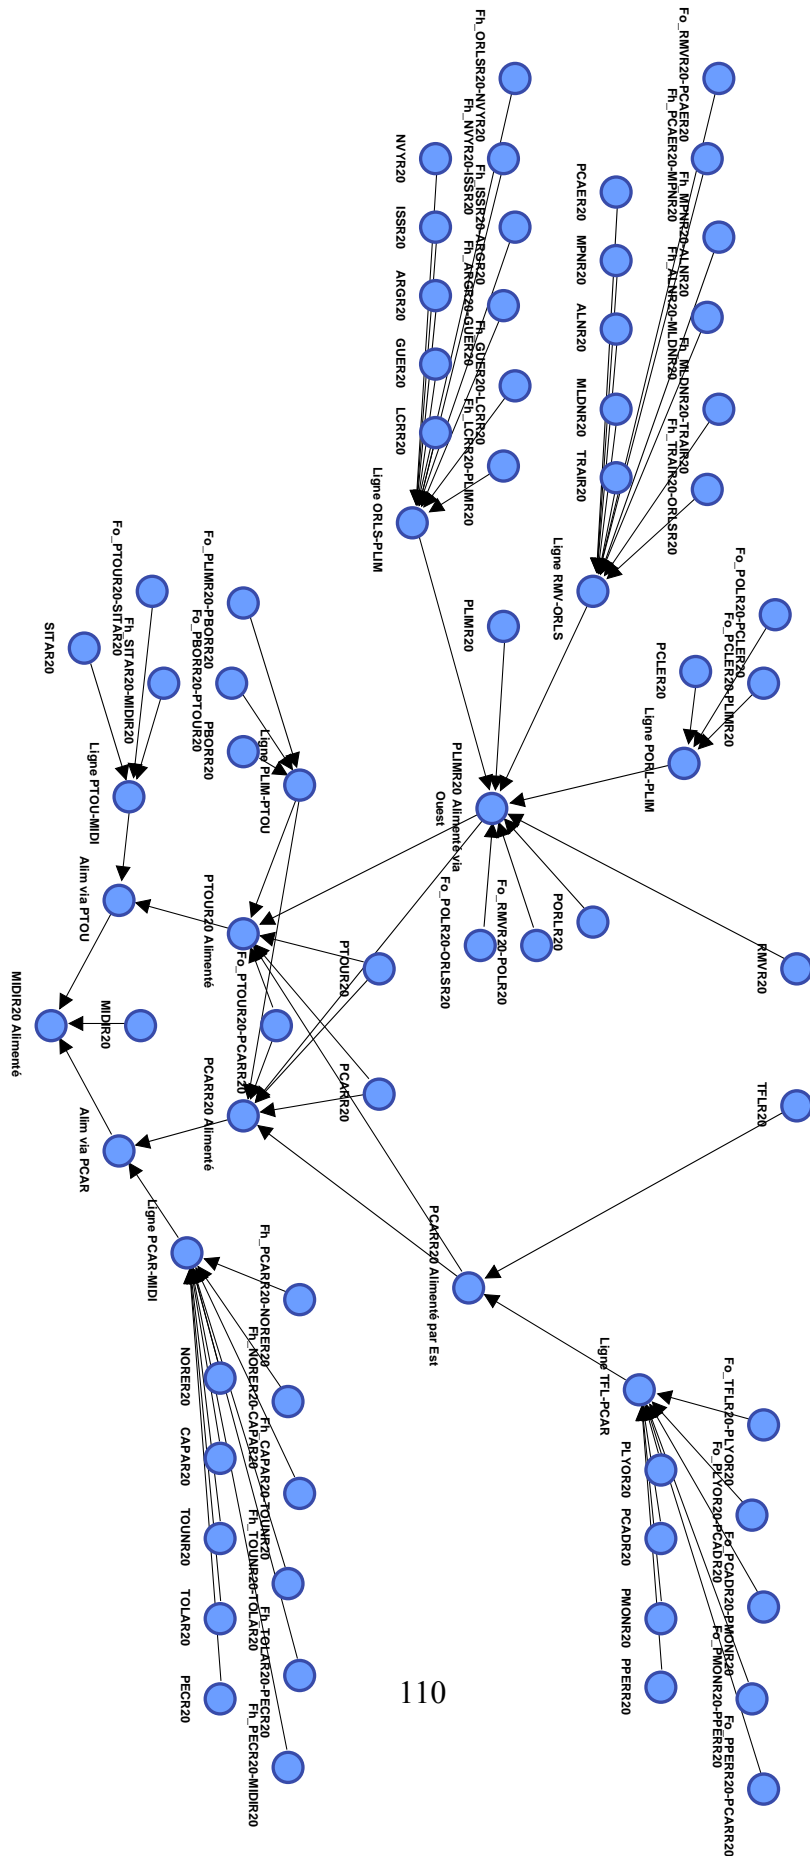 Fo_RMVR20-PCAER20
Fh_PCAER20-MPNR20
Fh_MPNR20-ALNR20
Fh_ALNR20-MLDNR20
Fh_MLDNR20-TRAIR20
Fh_TRAIR20-ORLSR20
PCAER20
MPNR20
ALNR20
MLDNR20
TRAIR20
Ligne RMV-ORLS
Fh_ORLSR20-NVYR20
Fh_NVYR20-ISSR20
Fh_ISSR20-ARGR20
Fh_ARGR20-GUER20
Fh_GUER20-LCRR20
Fh_LCRR20-PLIMR20
NVYR20
ISSR20
ARGR20
GUER20
LCRR20
Ligne ORLS-PLIM
Fo_POLR20-PCLER20
Fo_PCLER20-PLIMR20
PCLER20
Ligne PORL-PLIM
PLIMR20
PLIMR20 Alimenté via
Ouest
RMVR20
PORLR20
Fo_RMVR20-POLR20
Fo_POLR20-ORLSR20
TFLR20
Fo_PLIMR20-PBORR20
Fo_PBORR20-PTOUR20
PBORR20
Ligne PLIM-PTOU
Fo_PTOUR20-SITAR20
Fh_SITAR20-MIDIR20
SITAR20
Ligne PTOU-MIDI
Alim via PTOU
PTOUR20 Alimenté
PTOUR20
Fo_PTOUR20-PCARR20
PCARR20
PCARR20 Alimenté
MIDIR20
MIDIR20 Alimenté
Alim via PCAR
Ligne PCAR-MIDI
PCARR20 Alimenté par Est
Ligne TFL-PCAR
Fo_TFLR20-PLYOR20
Fo_PLYOR20-PCADR20
Fo_PCADR20-PMONR20
Fo_PMONR20-PPERR20
Fo_PPERR20-PCARR20
PLYOR20
PCADR20
PMONR20
PPERR20
Fh_PCARR20-NORER20
Fh_NORER20-CAPAR20
Fh_CAPAR20-TOUNR20
Fh_TOUNR20-TOLAR20
Fh_TOLAR20-PECR20
Fh_PECR20-MIDIR20
NORER20
CAPAR20
TOUNR20
TOLAR20
PECR20
110